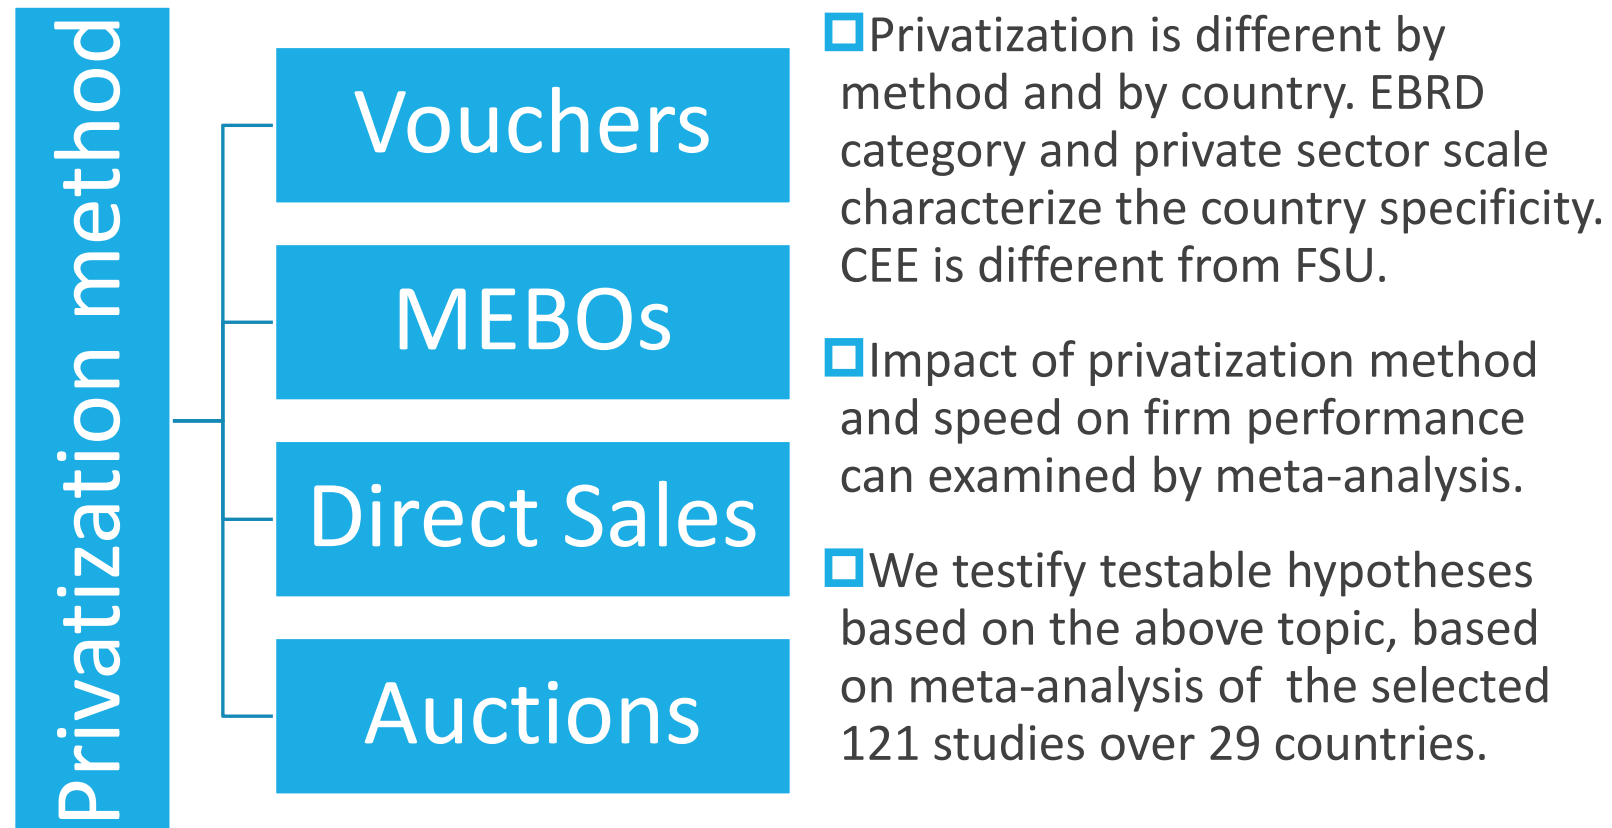 Privatization method
Vouchers
MEBOs
Direct Sales
Auctions
Privatization is different by
method and by country. EBRD
category and private sector scale
characterize the country specificity.
CEE is different from FSU.
Impact of privatization method
and speed on firm performance
can examined by meta-analysis.
We testify testable hypotheses
based on the above topic, based
on meta-analysis of  the selected
121 studies over 29 countries.